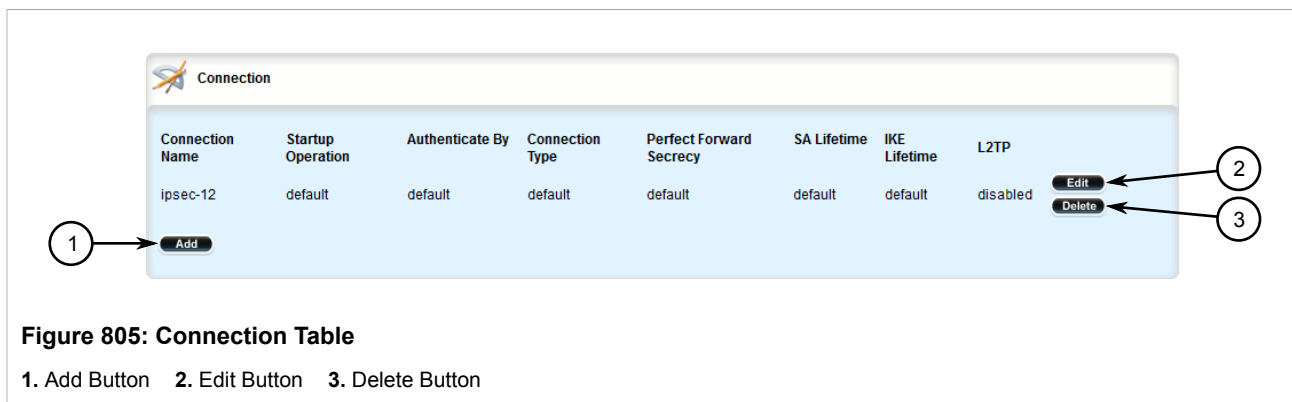 Connection
Connection Name Startup Operation Authenticate By Connection Type Perfect Forward Secrecy SA Lifetime IKE Lifetime L2TP
ipsec-12 default default default default default default disabled Edit
Delete
Add
1
2
3
Figure 805: Connection Table
1. Add Button 2. Edit Button 3. Delete Button